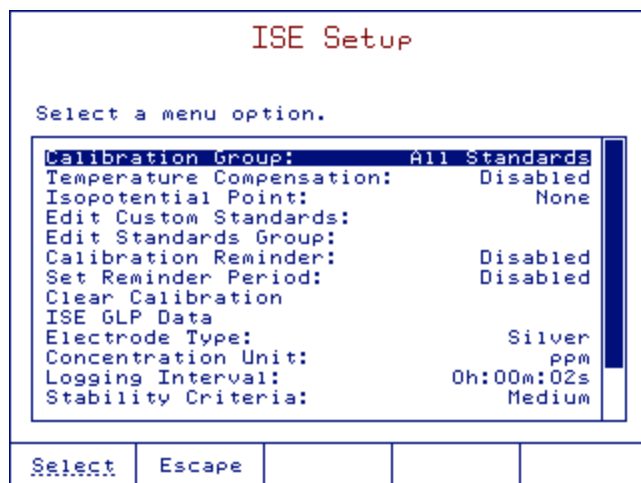 ISE Setup
Select a menu option.
Calibration Group: All Standards
Temperature Compensation: Disabled
Isopotential Point: None
Edit Custom Standards:
Edit Standards Group:
Calibration Reminder: Disabled
Set Reminder Period: Disabled
Clear Calibration
ISE GLP Data
Electrode Type: Silver
Concentration Unit: ppm
Logging Interval: 0h:00m:02s
Stability Criteria: Medium
Select Escape